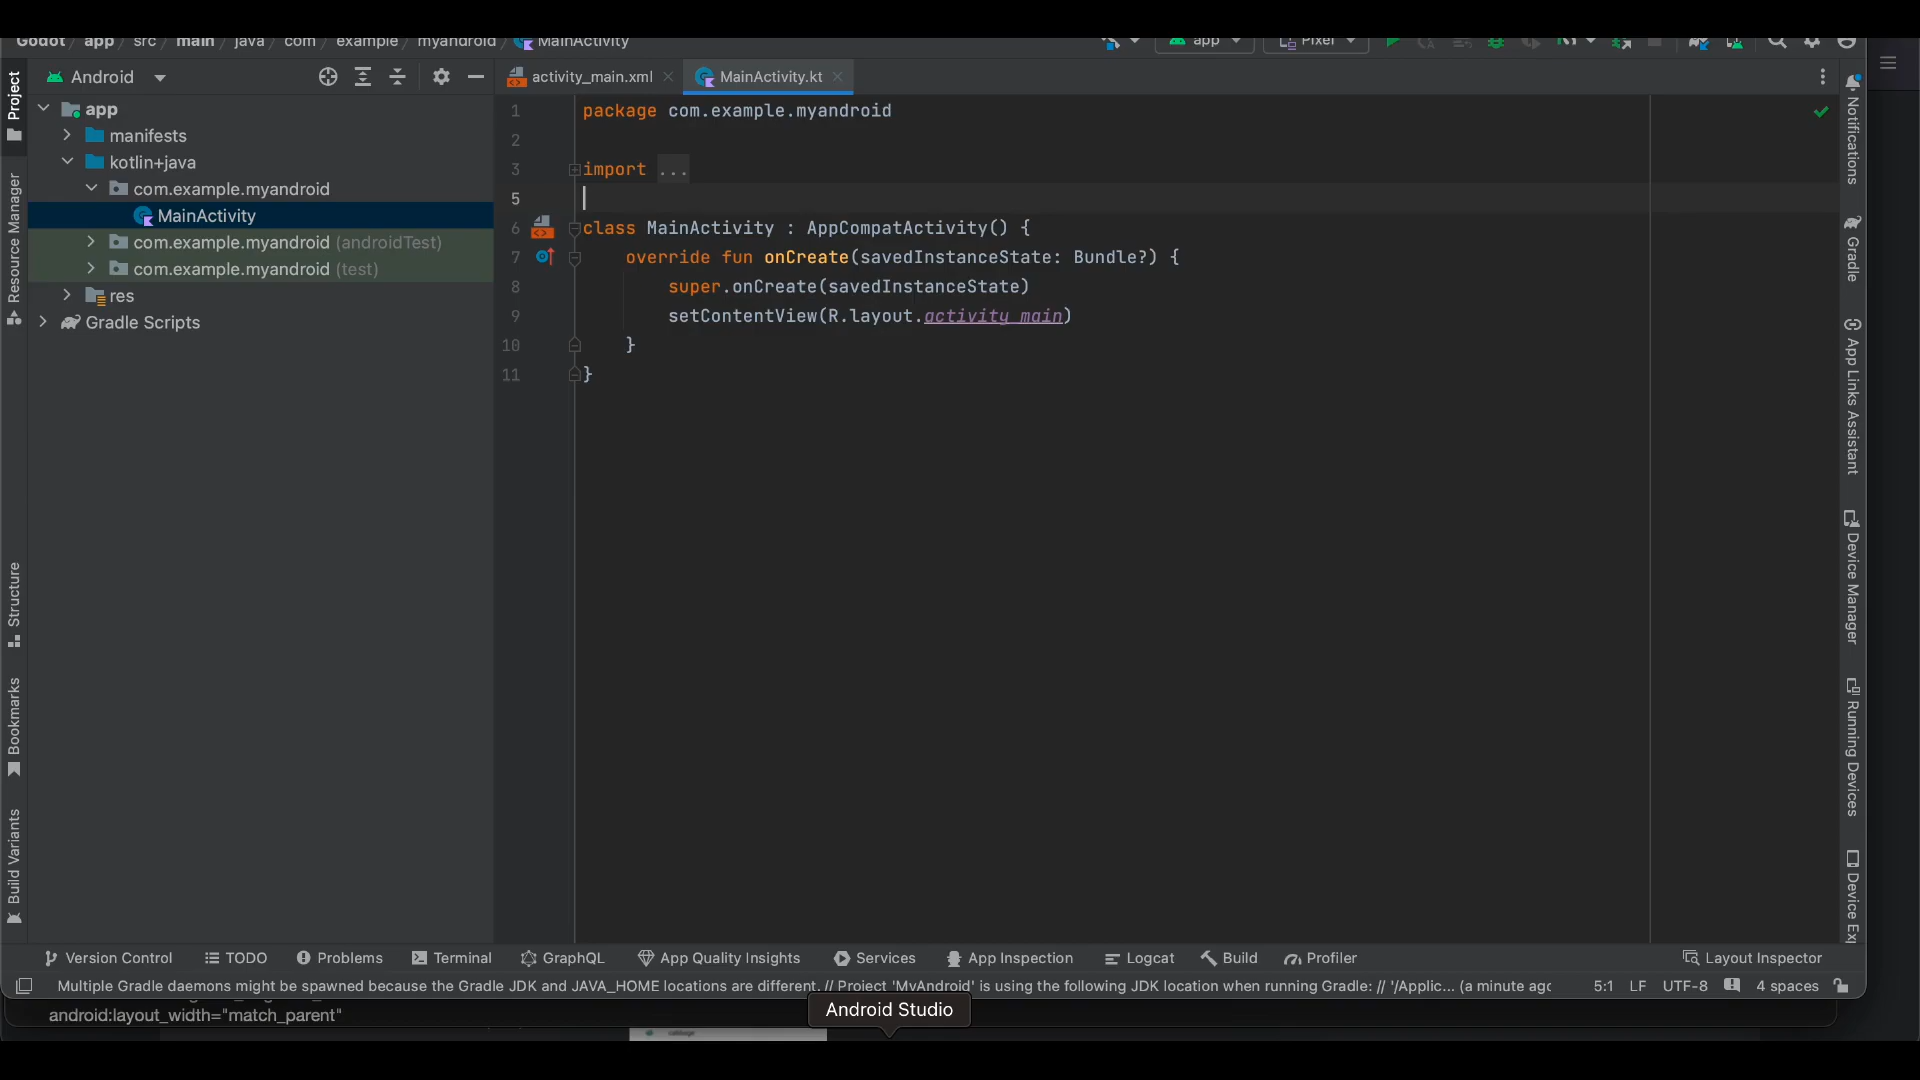 Godot / app / src / main / java / com / example / myandroid / MainActivity
app
Pixel
Android
activity_main.xml
MainActivity.kt
Project
Resource Manager
Structure
Bookmarks
Build Variants
app
manifests
kotlin+java
com.example.myandroid
MainActivity
com.example.myandroid (androidTest)
com.example.myandroid (test)
res
Gradle Scripts
1 package com.example.myandroid
2
3 import ...
5
6 class MainActivity : AppCompatActivity() {
7 override fun onCreate(savedInstanceState: Bundle?) {
8 super.onCreate(savedInstanceState)
9 setContentView(R.layout.activity_main)
10 }
11 }
Notifications
Gradle
App Links Assistant
Device Manager
Running Devices
Device Ex
Version Control
TODO
Problems
Terminal
GraphQL
App Quality Insights
Services
App Inspection
Logcat
Build
Profiler
Layout Inspector
Multiple Gradle daemons might be spawned because the Gradle JDK and JAVA_HOME locations are different. // Project 'MyAndroid' is using the following JDK location when running Gradle: // '/Applic... (a minute agc
5:1 LF UTF-8 4 spaces
Android Studio
android:layout_width="match_parent"